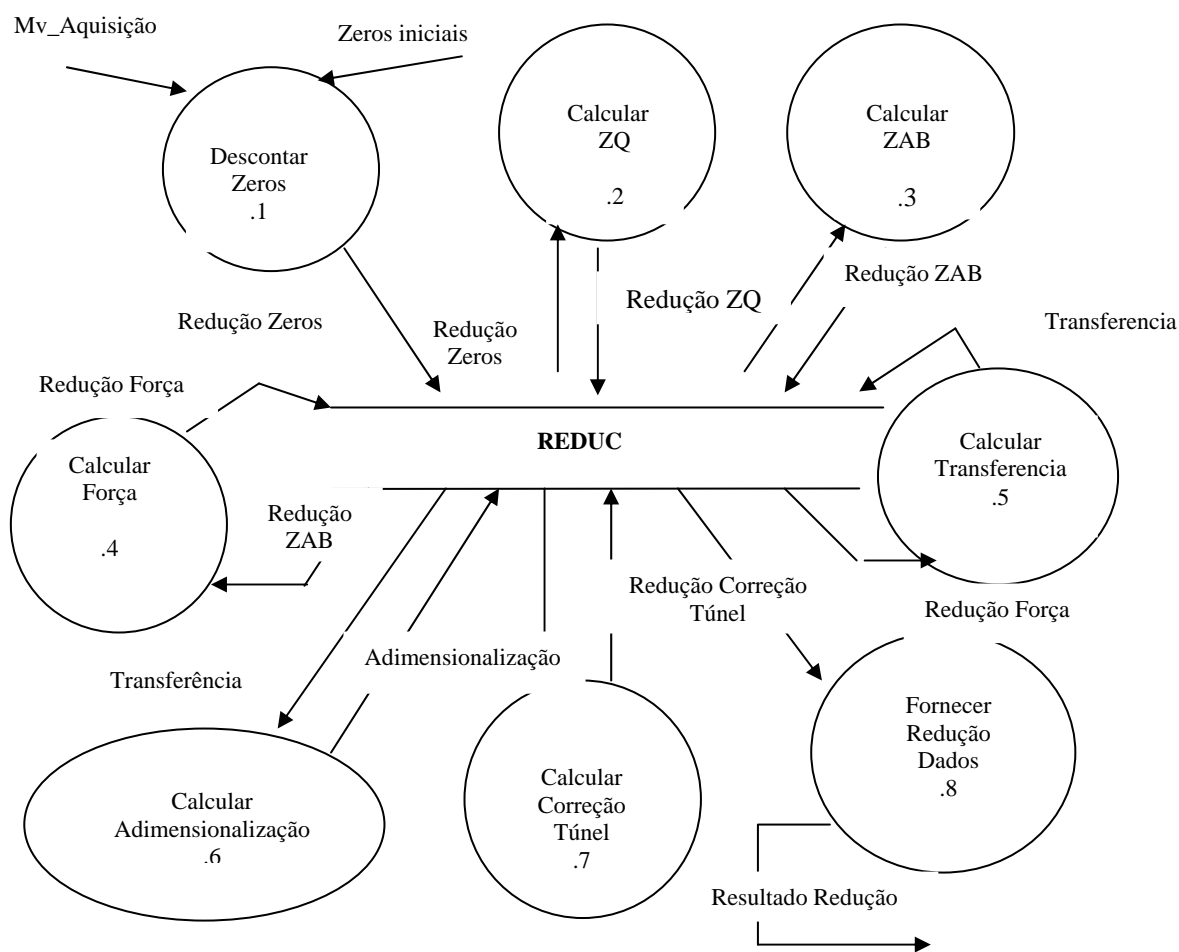 Mv_Aquisição
Zeros iniciais
Descontar
Zeros
.1
Calcular
ZQ
.2
Calcular
ZAB
.3
Redução Zeros
Redução
Zeros
Redução ZQ
Redução ZAB
Transferencia
Redução Força
REDUC
Calcular
Força
.4
Redução
ZAB
Calcular
Transferencia
.5
Redução Correção
Túnel
Redução Força
Transferência
Adimensionalização
Calcular
Adimensionalização
.6
Calcular
Correção
Túnel
.7
Fornecer
Redução
Dados
.8
Resultado Redução